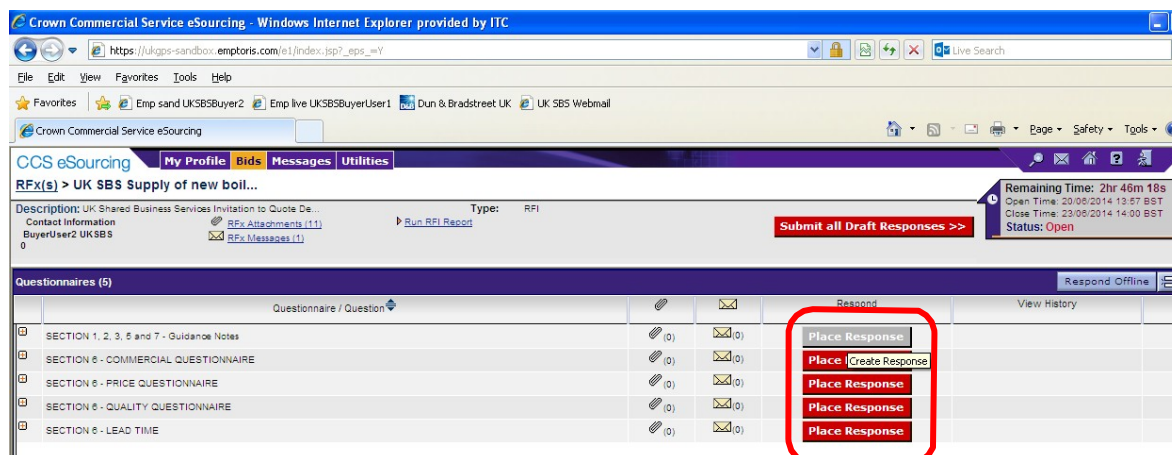 Crown Commercial Service eSourcing - Windows Internet Explorer provided by ITC
https://ukgps-sandbox.emptoris.com/e1/index.jsp?_eps_=Y
Live Search
File Edit View Favorites Tools Help
Favorites Emp sand UKSBSBuyer2 Emp live UKSBSBuyerUser1 Dun & Bradstreet UK UK SBS Webmail
Crown Commercial Service eSourcing
Page Safety Tools
CCS eSourcing My Profile Bids Messages Utilities
RFx(s) > UK SBS Supply of new boil...
Remaining Time: 2hr 46m 18s
Open Time: 20/06/2014 13:57 BST
Close Time: 23/06/2014 14:00 BST
Status: Open
Description: UK Shared Business Services Invitation to Quote De...
Type: RFI
Contact Information
BuyerUser2 UKSBS
0
RFx Attachments (11)
RFx Messages (1)
Run RFI Report
Submit all Draft Responses >>
Questionnaires (5)
Respond Offline
Questionnaire / Question Respond View History
SECTION 1, 2, 3, 5 and 7 - Guidance Notes (0) (0) Place Response
SECTION 6 - COMMERCIAL QUESTIONNAIRE (0) (0) Place
Create Response
SECTION 6 - PRICE QUESTIONNAIRE (0) (0) Place Response
SECTION 6 - QUALITY QUESTIONNAIRE (0) (0) Place Response
SECTION 6 - LEAD TIME (0) (0) Place Response